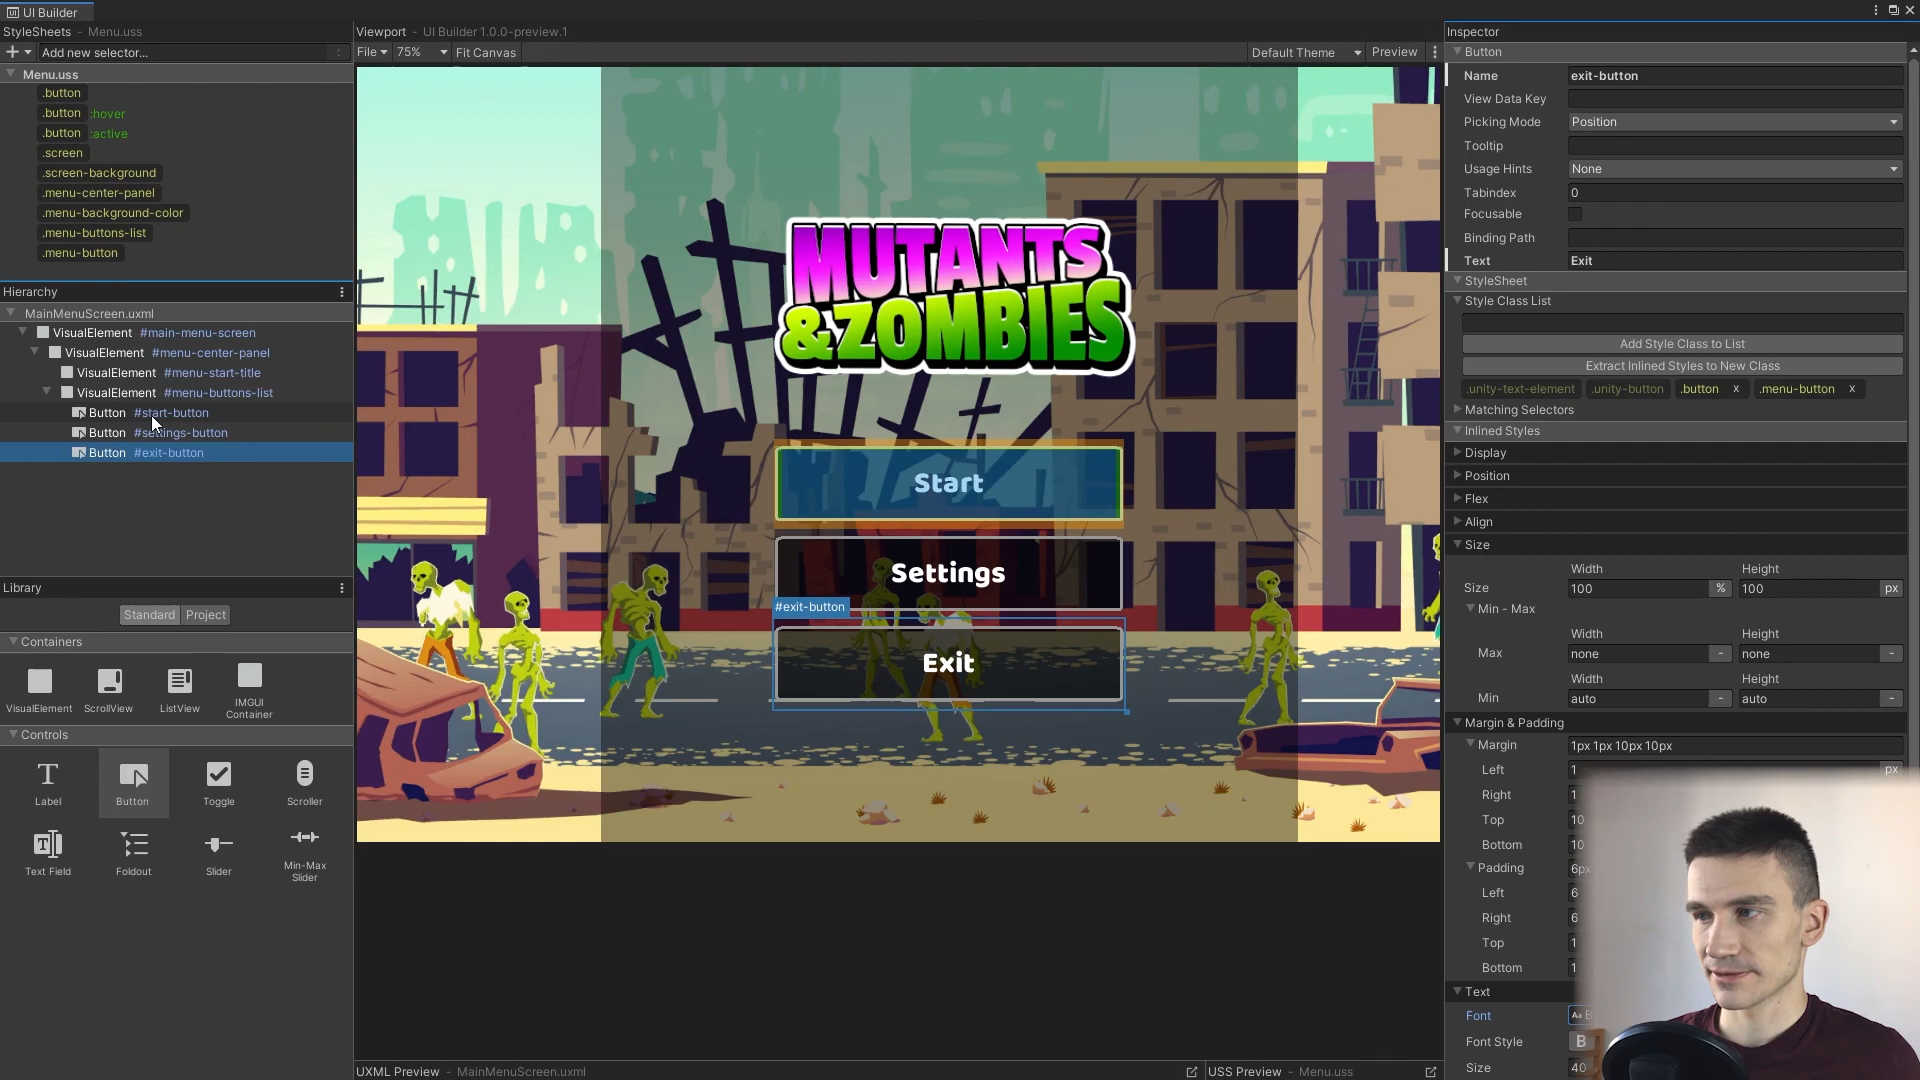 UI Builder
StyleSheets - Menu.uss
Add new selector...
Menu.uss
.button
.button :hover
.button :active
.screen
.screen-background
.menu-center-panel
.menu-background-color
.menu-buttons-list
.menu-button
Hierarchy
MainMenuScreen.uxml
VisualElement #main-menu-screen
VisualElement #menu-center-panel
VisualElement #menu-start-title
VisualElement #menu-buttons-list
Button #start-button
Button #settings-button
Button #exit-button
Library
Standard Project
Containers
VisualElement ScrollView ListView IMGUI Container
Controls
Label Button Toggle Scroller
Text Field Foldout Slider Min-Max Slider
Viewport - UI Builder 1.0.0-preview.1
File 75% Fit Canvas Default Theme Preview
MUTANTS
&ZOMBIES
Start
Settings
#exit-button
Exit
UXML Preview - MainMenuScreen.uxml
USS Preview - Menu.uss
Inspector
Button
Name exit-button
View Data Key
Picking Mode Position
Tooltip
Usage Hints None
Tabindex 0
Focusable
Binding Path
Text Exit
StyleSheet
Style Class List
Add Style Class to List
Extract Inlined Styles to New Class
.unity-text-element .unity-button .button x .menu-button x
Matching Selectors
Inlined Styles
Display
Position
Flex
Align
Size
Width Height
Size 100 % 100 px
Min - Max
Width Height
Max none - none -
Width Height
Min auto - auto -
Margin & Padding
Margin 1px 1px 10px 10px
Left 1 px
Right 1
Top 10
Bottom 10
Padding 6px
Left 6
Right 6
Top 1
Bottom 1
Text
Font Aa B
Font Style B
Size 40